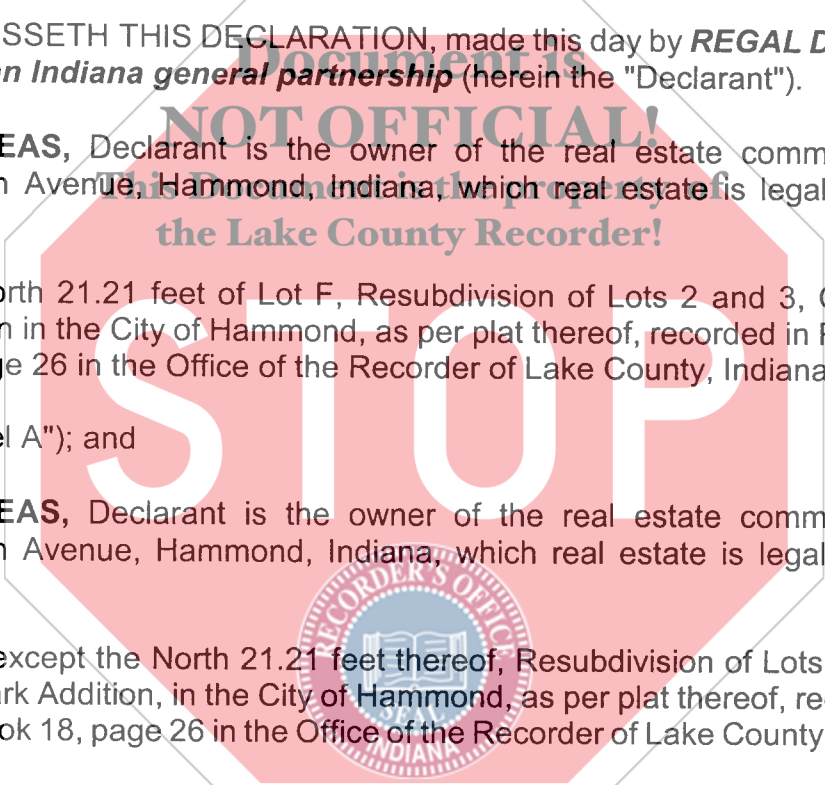 SSETH THIS DECLARATION, made this day by REGAL D
n Indiana general partnership (herein the "Declarant").
Document is
NOT OFFICIAL!
This Document is the property of
the Lake County Recorder!
EAS, Declarant is the owner of the real estate comm
n Avenue, Hammond, Indiana, which real estate is legal
rth 21.21 feet of Lot F, Resubdivision of Lots 2 and 3,
n in the City of Hammond, as per plat thereof, recorded in
e 26 in the Office of the Recorder of Lake County, Indiana
l A"); and
STOP
EAS, Declarant is the owner of the real estate comm
n Avenue, Hammond, Indiana, which real estate is legal
except the North 21.21 feet thereof, Resubdivision of Lots
rk Addition, in the City of Hammond, as per plat thereof, re
ok 18, page 26 in the Office of the Recorder of Lake County
RECORDER'S OFFICE
SEAL
INDIANA